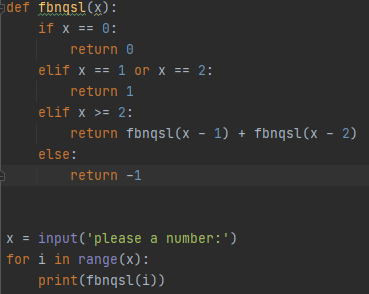 def fbnqsl(x):
    if x == 0:
        return 0
    elif x == 1 or x == 2:
        return 1
    elif x >= 2:
        return fbnqsl(x - 1) + fbnqsl(x - 2)
    else:
        return -1
x = input('please a number:')
for i in range(x):
    print(fbnqsl(i))